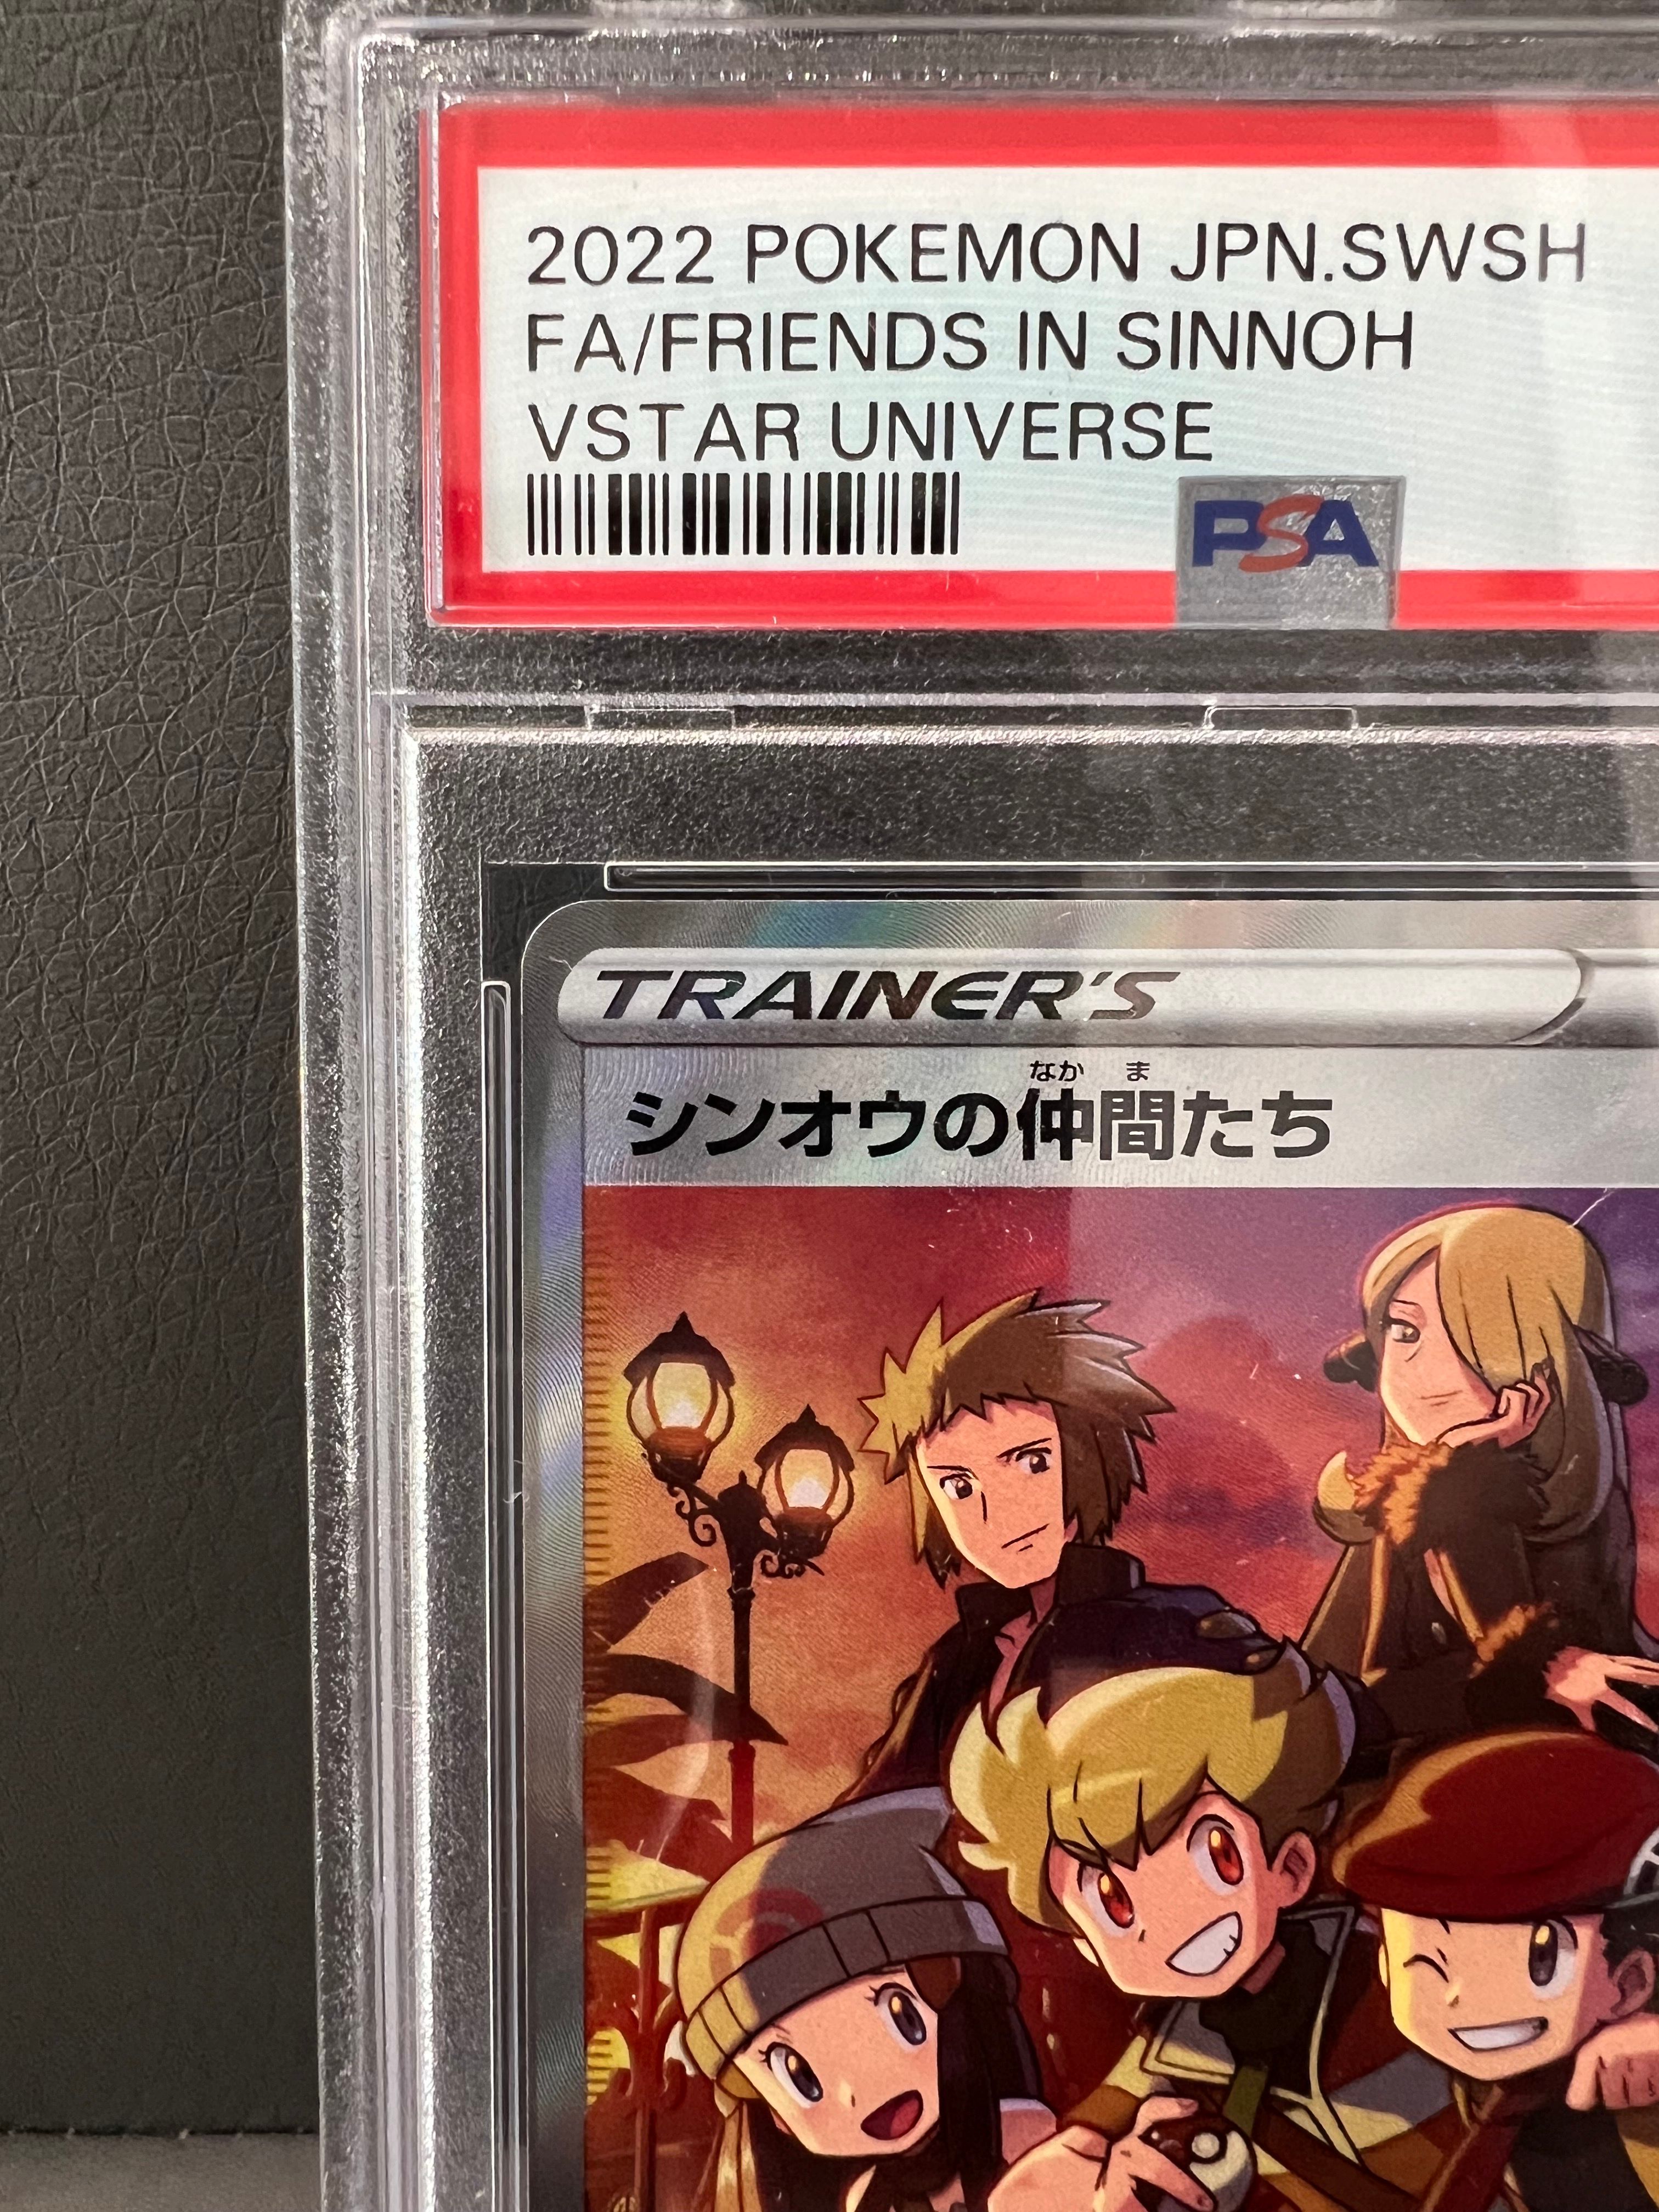 2022 POKEMON JPN.SWSH
FA/FRIENDS IN SINNOH
VSTAR UNIVERSE
PSA
TRAINER'S
なかま
シンオウの仲間たち